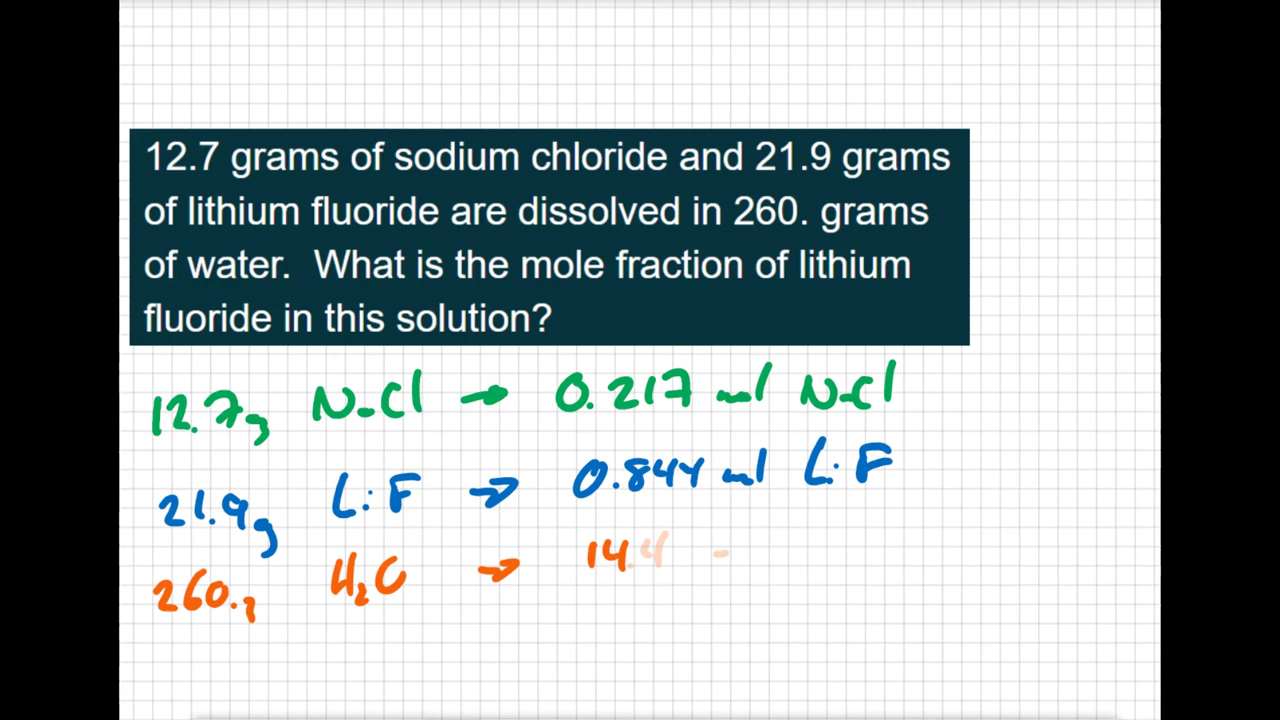 12.7 grams of sodium chloride and 21.9 grams
of lithium fluoride are dissolved in 260. grams
of water. What is the mole fraction of lithium
fluoride in this solution?
12.7g NaCl → 0.217 mol NaCl
21.9g LiF → 0.844 mol LiF
260.g H₂O → 14.4